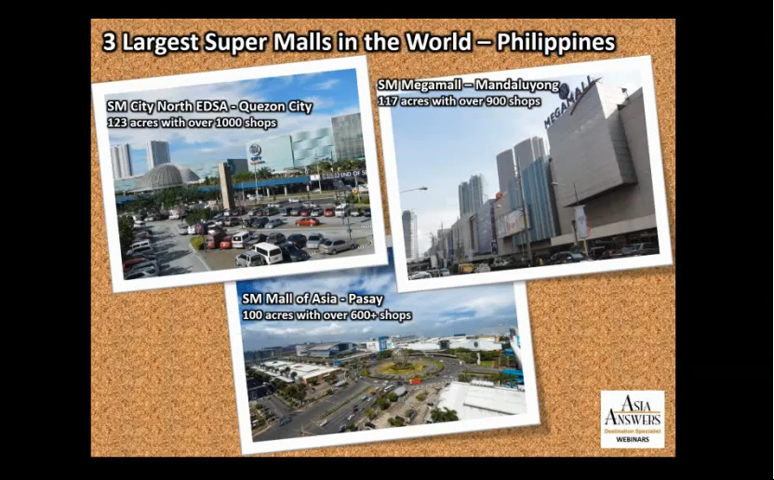 3 Largest Super Malls in the World – Philippines
SM City North EDSA - Quezon City
123 acres with over 1000 shops
SM Megamall – Mandaluyong
117 acres with over 900 shops
MEGAMALL
SM Mall of Asia - Pasay
100 acres with over 600+ shops
ASIA
ANSWERS
Destination Specialist
WEBINARS